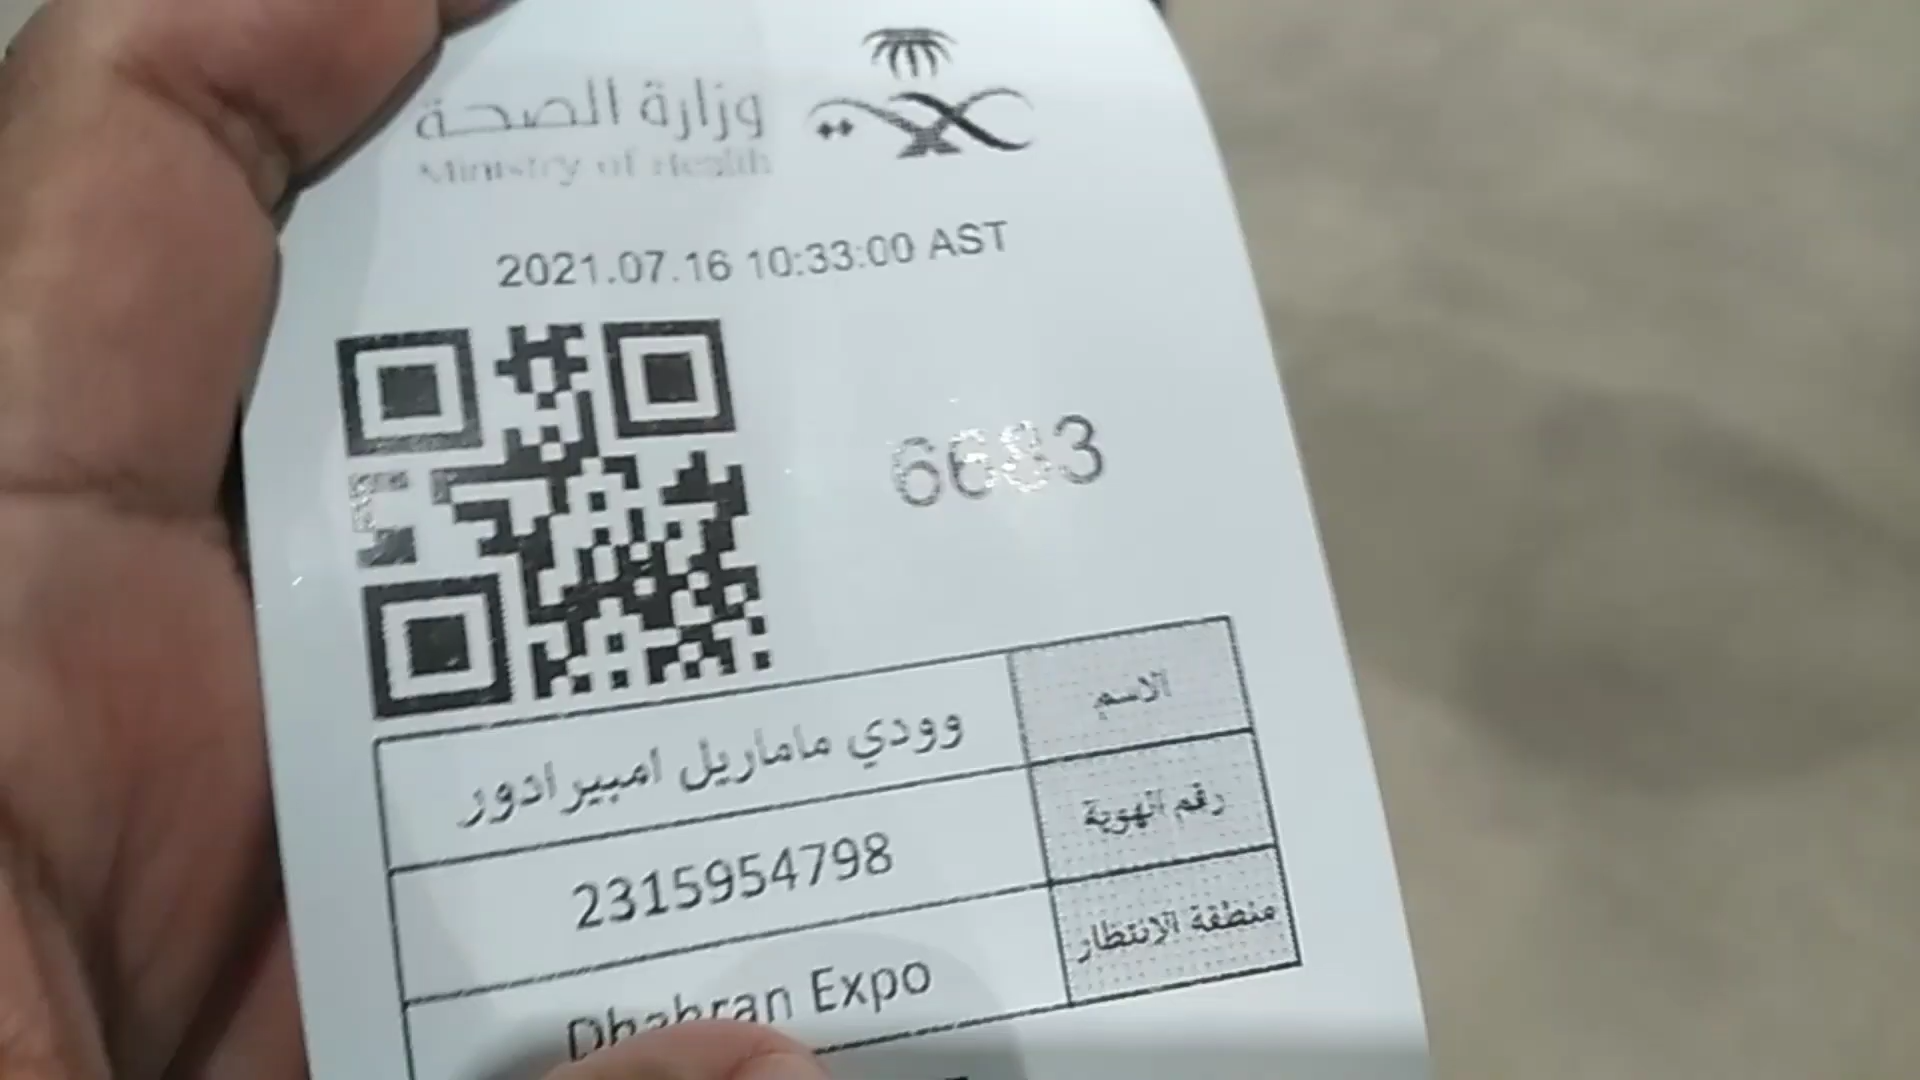 وزارة الصحة
Ministry of Health
2021.07.16 10:33:00 AST
6683
الاسم
وودي ماماريل امبيرادور
رقم الهوية
2315954798
منطقة الانتظار
Dhahran Expo